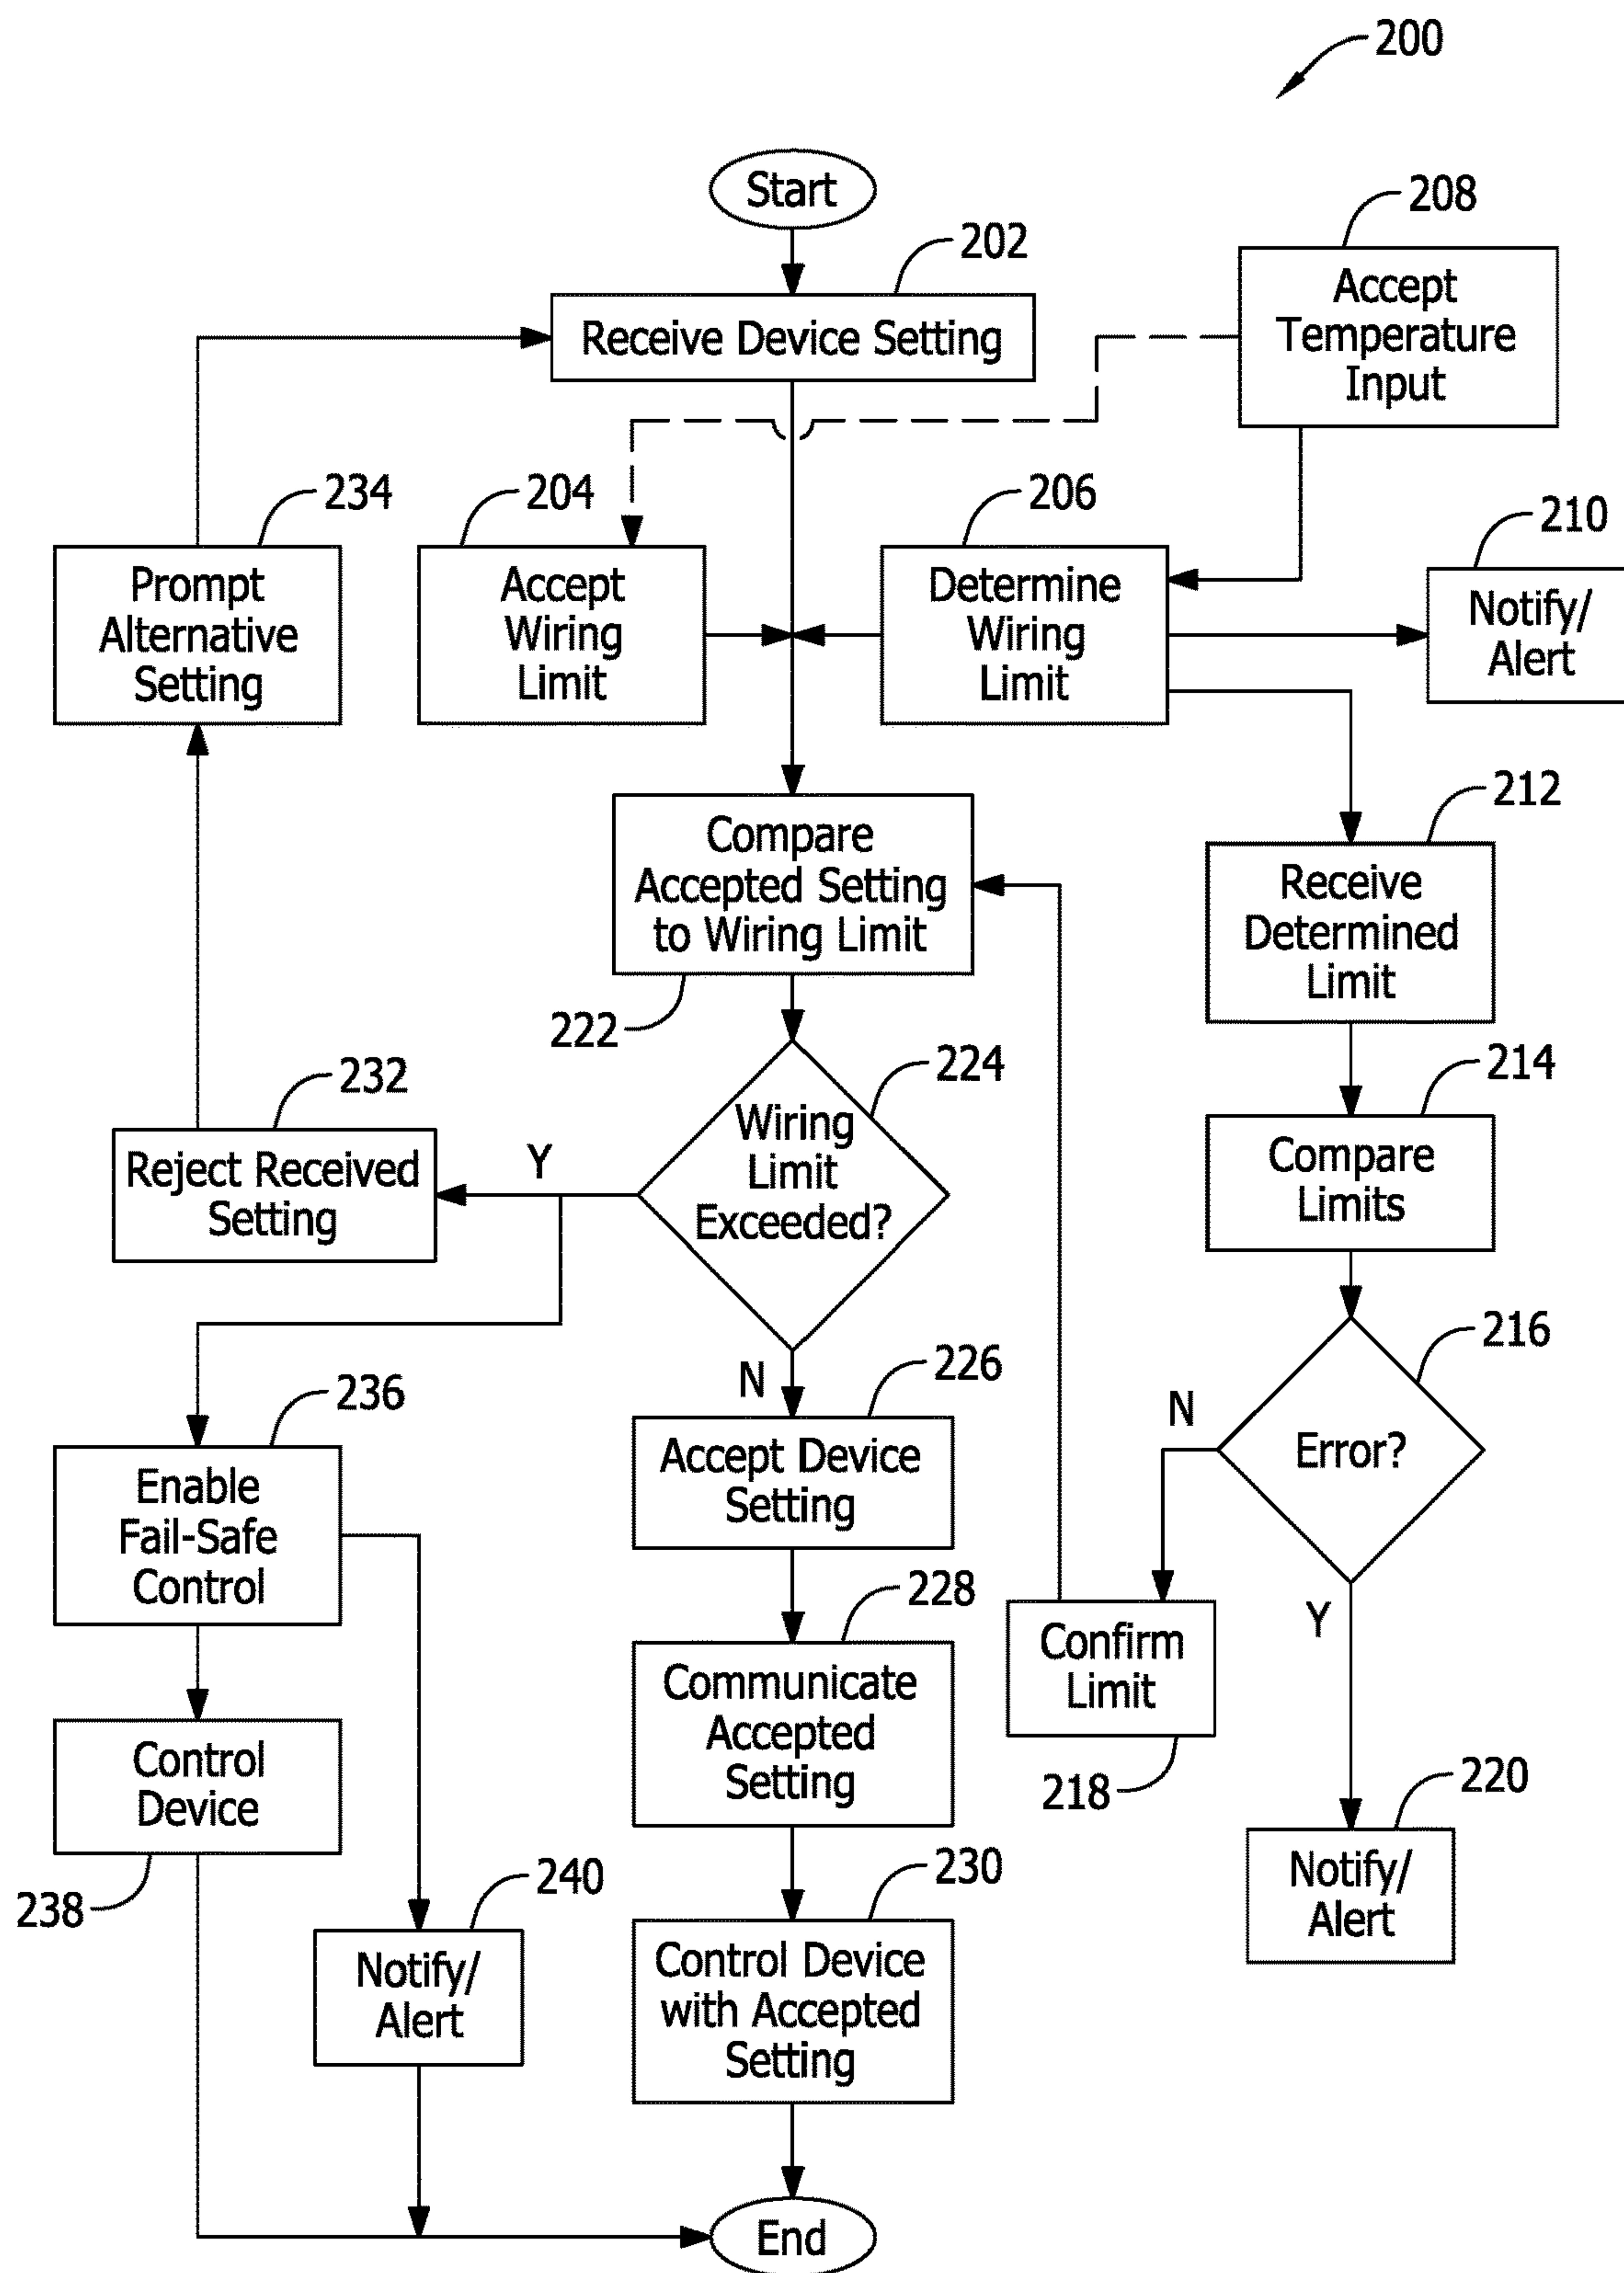 200
Start
202
Receive Device Setting
208
Accept
Temperature
Input
234
Prompt
Alternative
Setting
204
Accept
Wiring
Limit
206
Determine
Wiring
Limit
210
Notify/
Alert
212
Receive
Determined
Limit
Compare
Accepted Setting
to Wiring Limit
222
224
Wiring
Limit
Exceeded?
Y
N
232
Reject Received
Setting
214
Compare
Limits
216
Error?
N
Y
226
Accept Device
Setting
236
Enable
Fail-Safe
Control
228
Communicate
Accepted
Setting
Confirm
Limit
218
220
Notify/
Alert
Control
Device
238
240
Notify/
Alert
230
Control Device
with Accepted
Setting
End